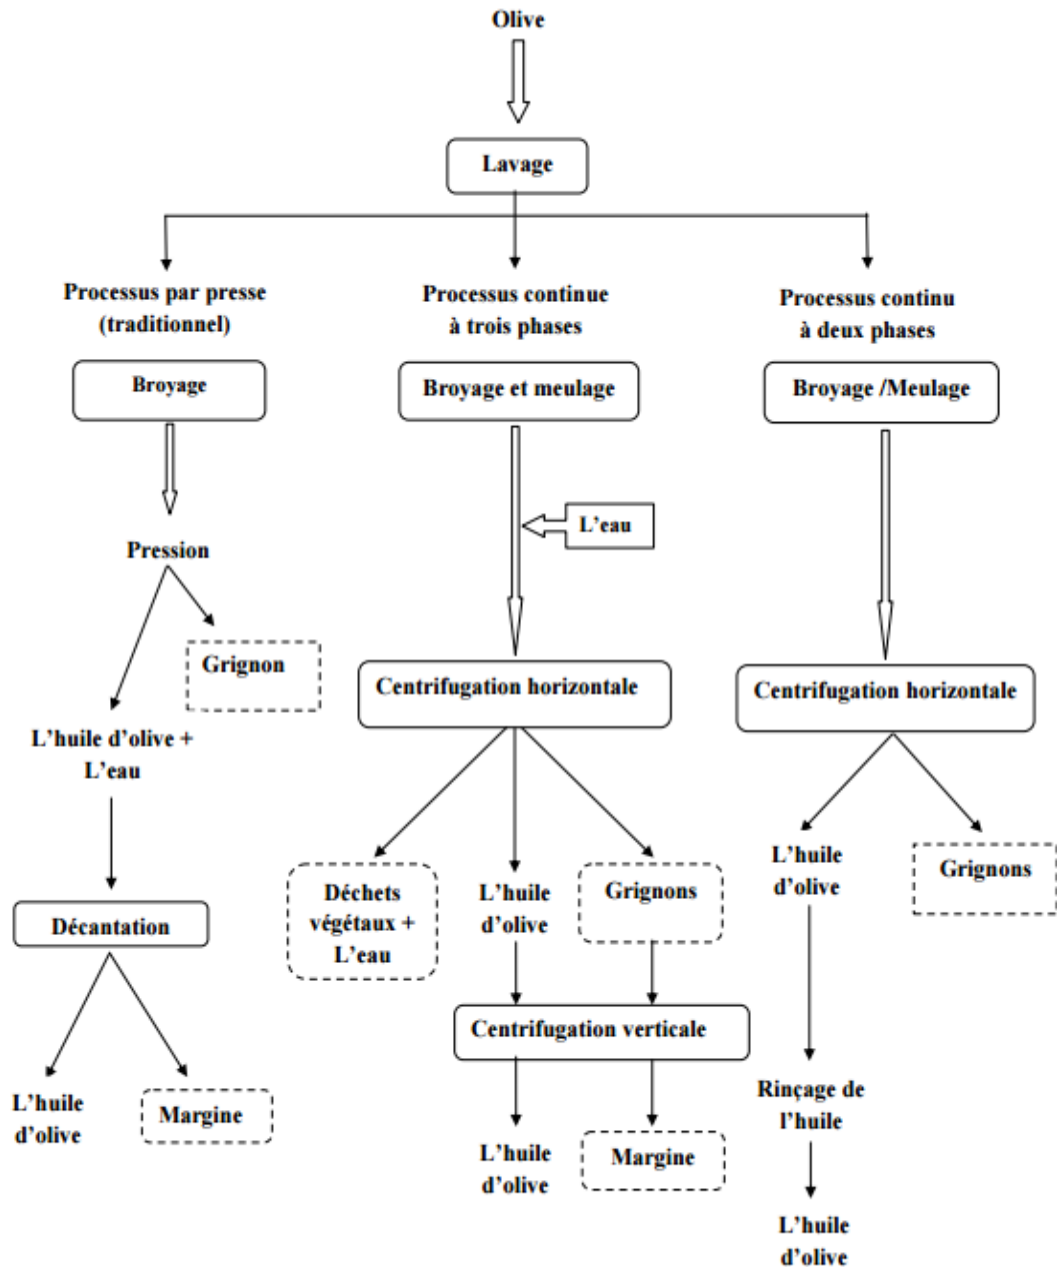 Olive
Lavage
Processus par presse
(traditionnel)
Processus continue
à trois phases
Processus continu
à deux phases
Broyage
Broyage et meulage
Broyage /Meulage
L’eau
Pression
Grignon
Centrifugation horizontale
Centrifugation horizontale
L’huile d’olive +
L’eau
Déchets
végétaux +
L’eau
L’huile
d’olive
Grignons
L’huile
d’olive
Grignons
Décantation
Centrifugation verticale
L’huile
d’olive
Margine
L’huile
d’olive
Margine
Rinçage de
l’huile
L’huile
d’olive